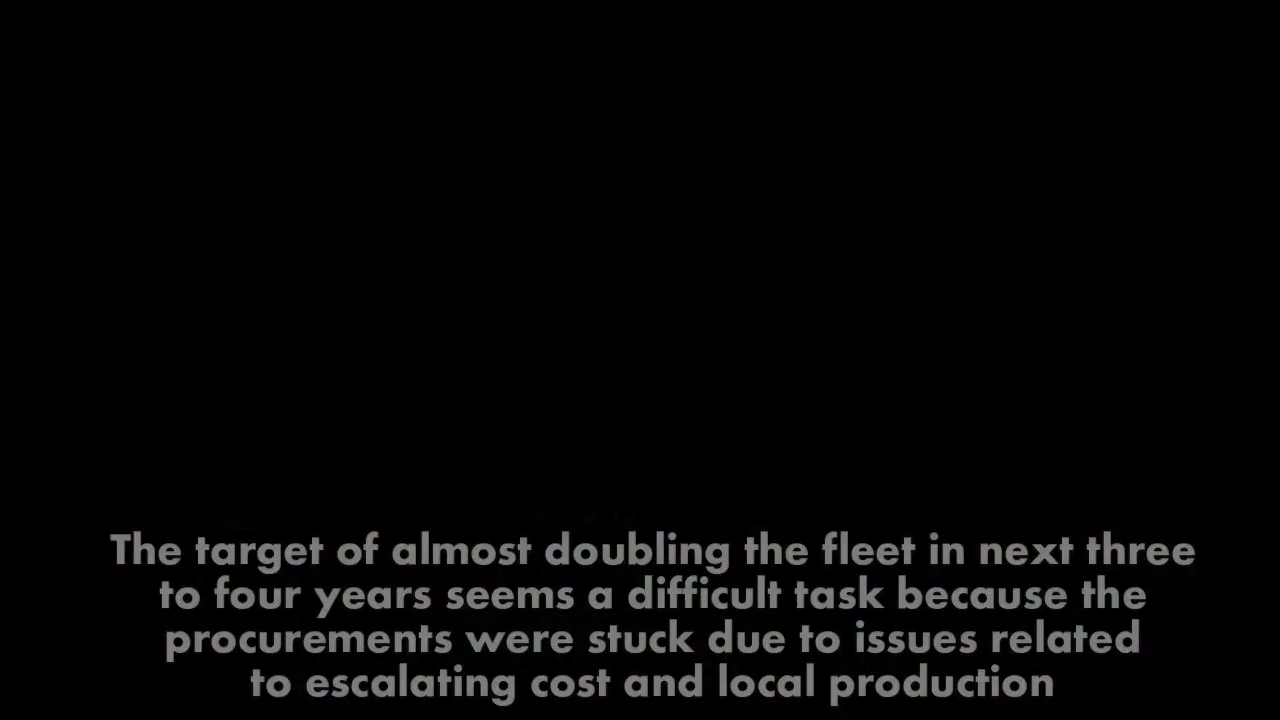 The target of almost doubling the fleet in next three
to four years seems a difficult task because the
procurements were stuck due to issues related
to escalating cost and local production